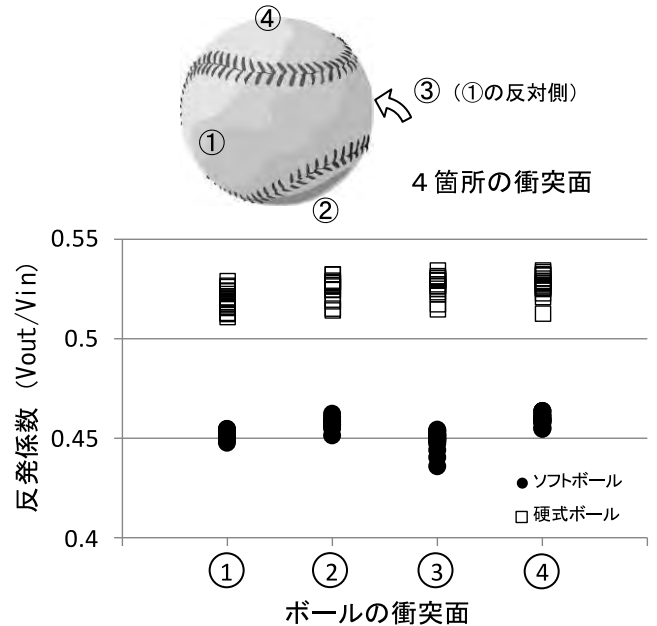 ④
③ (①の反対側)
①
4箇所の衝突面
②
反発係数 (Vout/Vin)
0.55
0.5
0.45
0.4
ソフトボール
硬式ボール
① ② ③ ④
ボールの衝突面